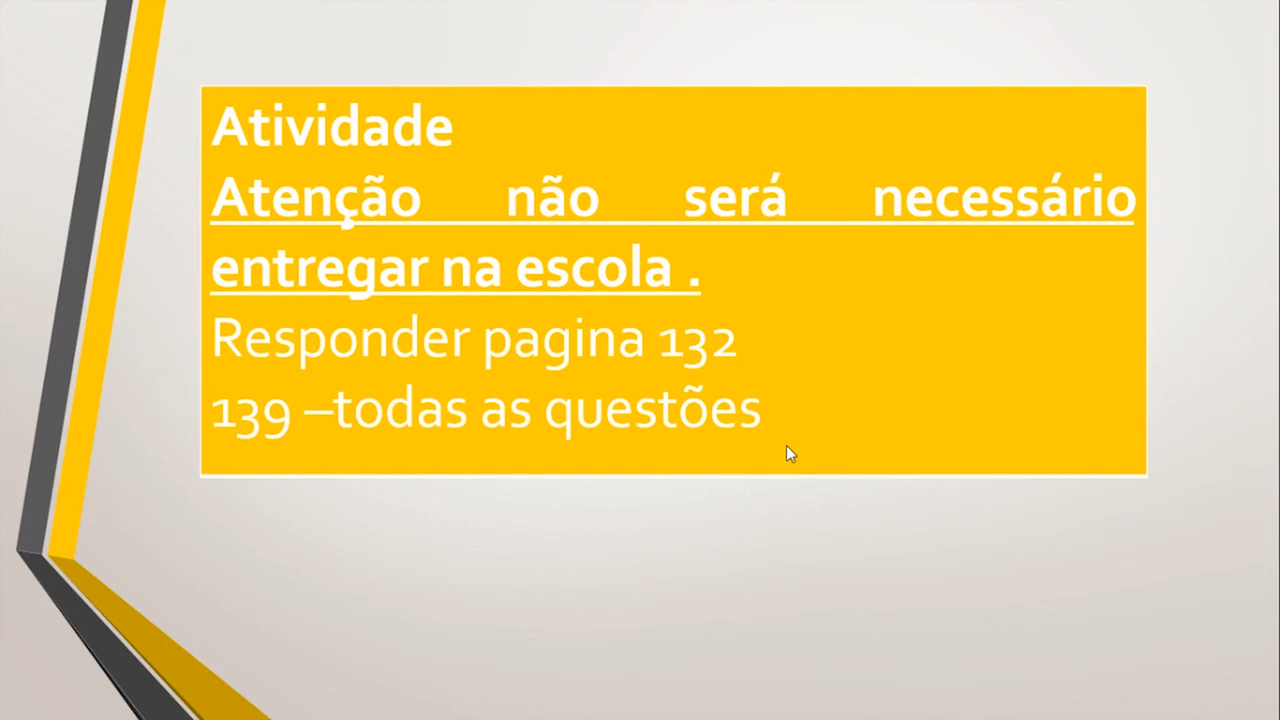 Atividade
Atenção não será necessário
entregar na escola .
Responder pagina 132
139 –todas as questões